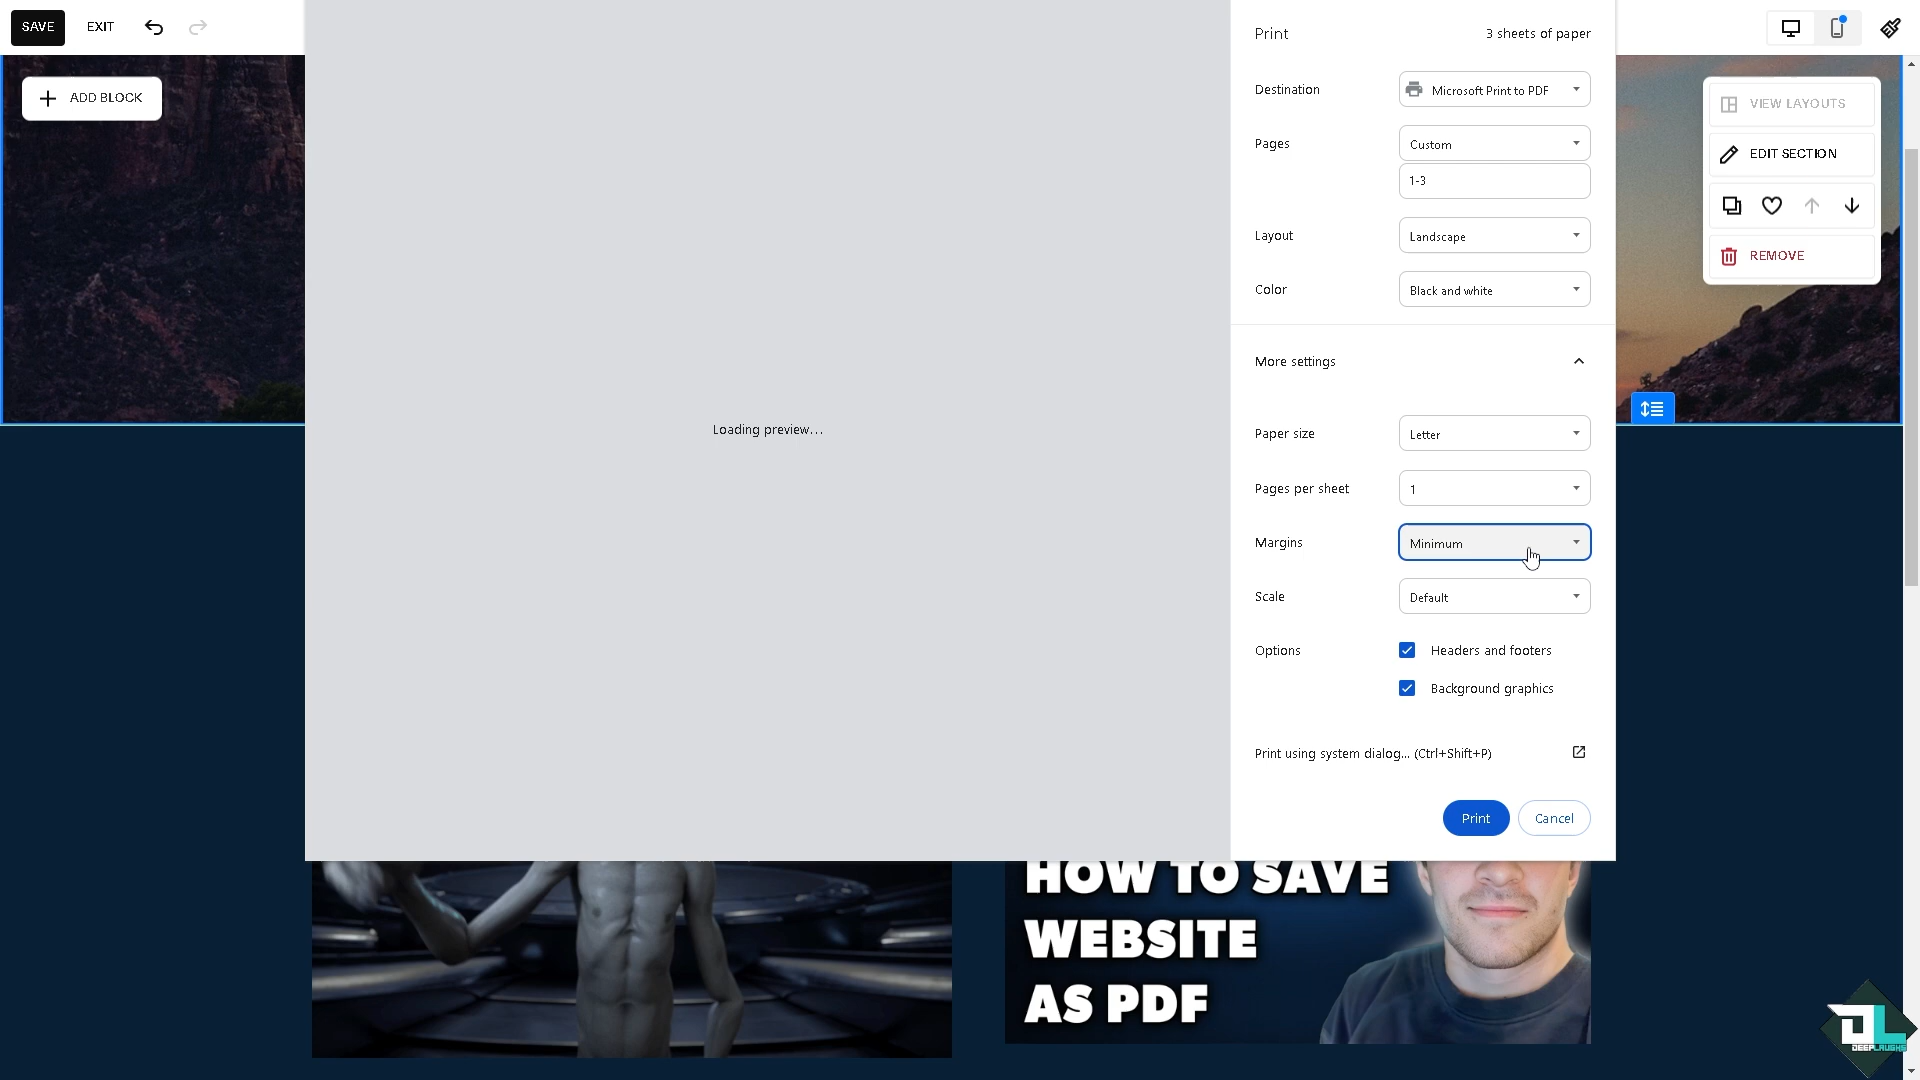 SAVE
EXIT
ADD BLOCK
Loading preview...
Print
3 sheets of paper
Destination
Microsoft Print to PDF
Pages
Custom
1-3
Layout
Landscape
Color
Black and white
More settings
Paper size
Letter
Pages per sheet
1
Margins
Minimum
Scale
Default
Options
Headers and footers
Background graphics
Print using system dialog... (Ctrl+Shift+P)
Print
Cancel
VIEW LAYOUTS
EDIT SECTION
REMOVE
HOW TO SAVE
WEBSITE
AS PDF
DL
DEEPLAUGHS